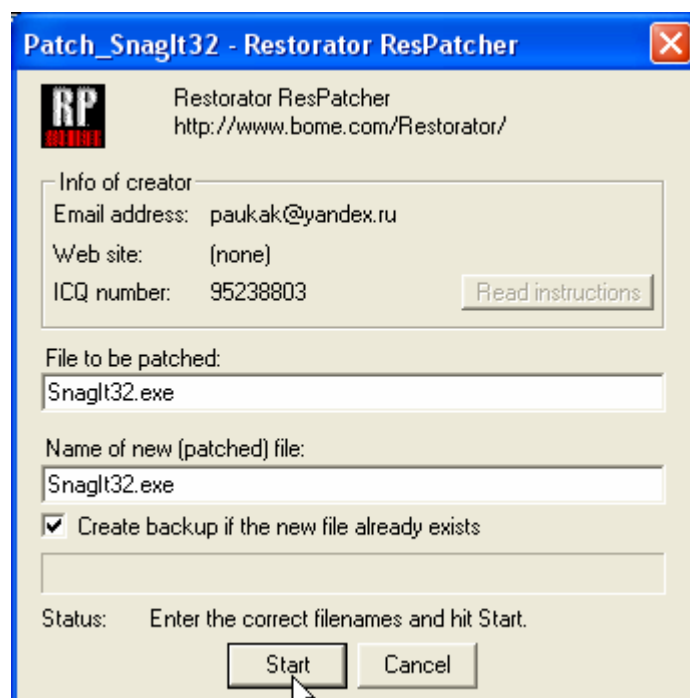 Patch_SnagIt32 - Restorator ResPatcher
RP
Restorator ResPatcher
http://www.bome.com/Restorator/
Info of creator
Email address: paukak@yandex.ru
Web site: (none)
ICQ number: 95238803
Read instructions
File to be patched:
SnagIt32.exe
Name of new (patched) file:
SnagIt32.exe
Create backup if the new file already exists
Status: Enter the correct filenames and hit Start.
Start Cancel